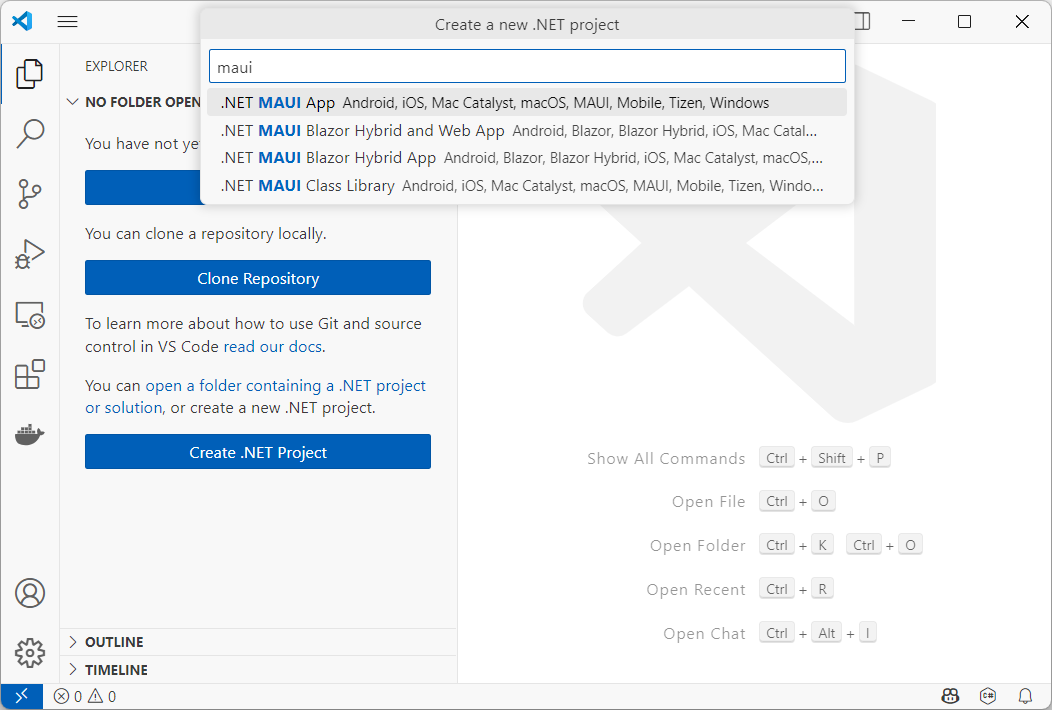 Create a new .NET project
maui
.NET MAUI App Android, iOS, Mac Catalyst, macOS, MAUI, Mobile, Tizen, Windows
.NET MAUI Blazor Hybrid and Web App Android, Blazor, Blazor Hybrid, iOS, Mac Catal...
.NET MAUI Blazor Hybrid App Android, Blazor, Blazor Hybrid, iOS, Mac Catalyst, macOS,...
.NET MAUI Class Library Android, iOS, Mac Catalyst, macOS, MAUI, Mobile, Tizen, Windo...
EXPLORER
NO FOLDER OPEN
You have not ye
You can clone a repository locally.
Clone Repository
To learn more about how to use Git and source
control in VS Code read our docs.
You can open a folder containing a .NET project
or solution, or create a new .NET project.
Create .NET Project
OUTLINE
TIMELINE
Show All Commands Ctrl + Shift + P
Open File Ctrl + O
Open Folder Ctrl + K Ctrl + O
Open Recent Ctrl + R
Open Chat Ctrl + Alt + I
0 0
C#